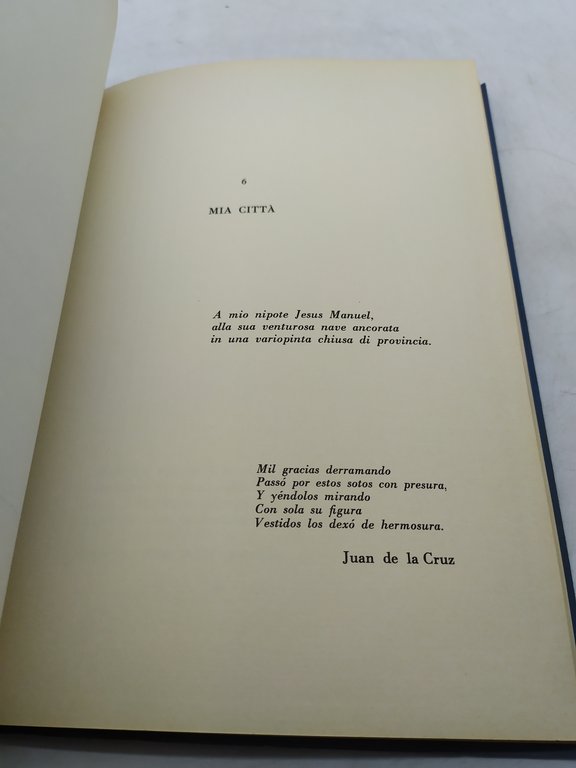 6
MIA CITTÀ
A mio nipote Jesus Manuel,
alla sua venturosa nave ancorata
in una variopinta chiusa di provincia.
Mil gracias derramando
Passó por estos sotos con presura,
Y yéndolos mirando
Con sola su figura
Vestidos los dexó de hermosura.
Juan de la Cruz